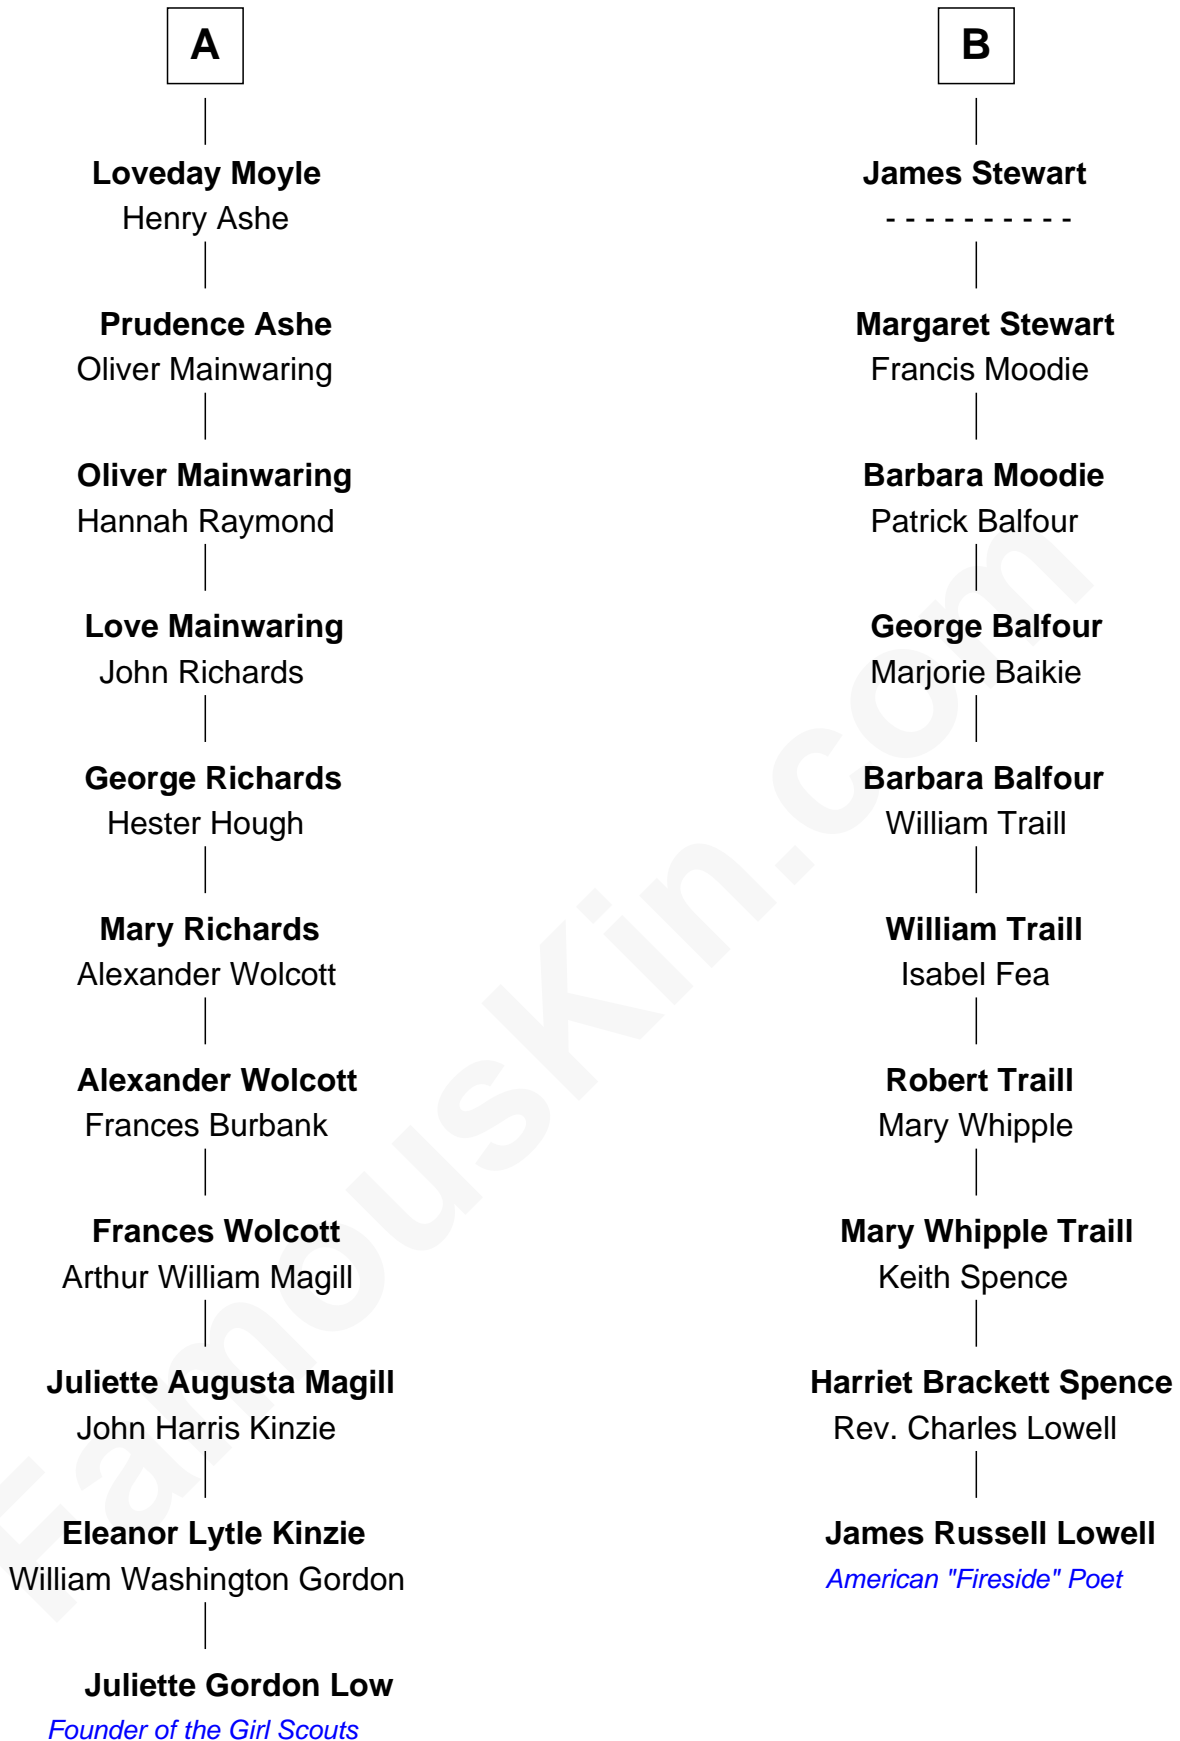 A
Loveday Moyle
Henry Ashe
Prudence Ashe
Oliver Mainwaring
Oliver Mainwaring
Hannah Raymond
Love Mainwaring
John Richards
George Richards
Hester Hough
Mary Richards
Alexander Wolcott
Alexander Wolcott
Frances Burbank
Frances Wolcott
Arthur William Magill
Juliette Augusta Magill
John Harris Kinzie
Eleanor Lytle Kinzie
William Washington Gordon
Juliette Gordon Low
Founder of the Girl Scouts
B
James Stewart
- - - - - - - - - -
Margaret Stewart
Francis Moodie
Barbara Moodie
Patrick Balfour
George Balfour
Marjorie Baikie
Barbara Balfour
William Traill
William Traill
Isabel Fea
Robert Traill
Mary Whipple
Mary Whipple Traill
Keith Spence
Harriet Brackett Spence
Rev. Charles Lowell
James Russell Lowell
American "Fireside" Poet
FamousKin.com